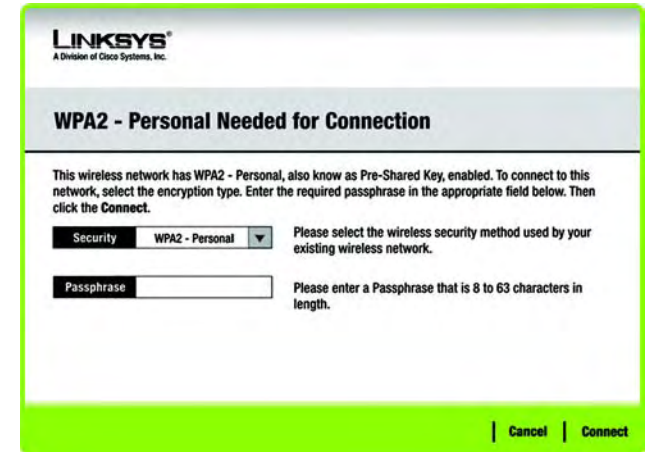 LINKSYS®
A Division of Cisco Systems, Inc.
WPA2 - Personal Needed for Connection
This wireless network has WPA2 - Personal, also know as Pre-Shared Key, enabled. To connect to this
network, select the encryption type. Enter the required passphrase in the appropriate field below. Then
click the Connect.
Security WPA2 - Personal Please select the wireless security method used by your
existing wireless network.
Passphrase Please enter a Passphrase that is 8 to 63 characters in
length.
Cancel Connect